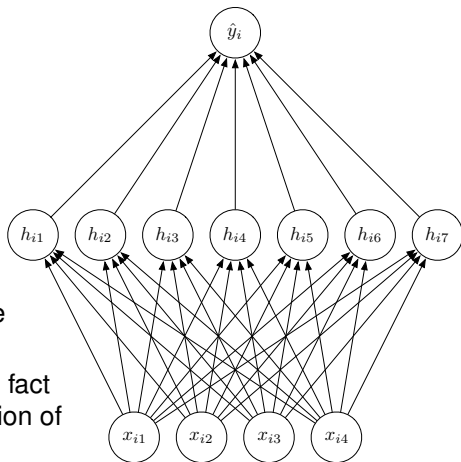 ŷᵢ
hᵢ₁ hᵢ₂ hᵢ₃ hᵢ₄ hᵢ₅ hᵢ₆ hᵢ₇
e
fact
ion of
xᵢ₁ xᵢ₂ xᵢ₃ xᵢ₄